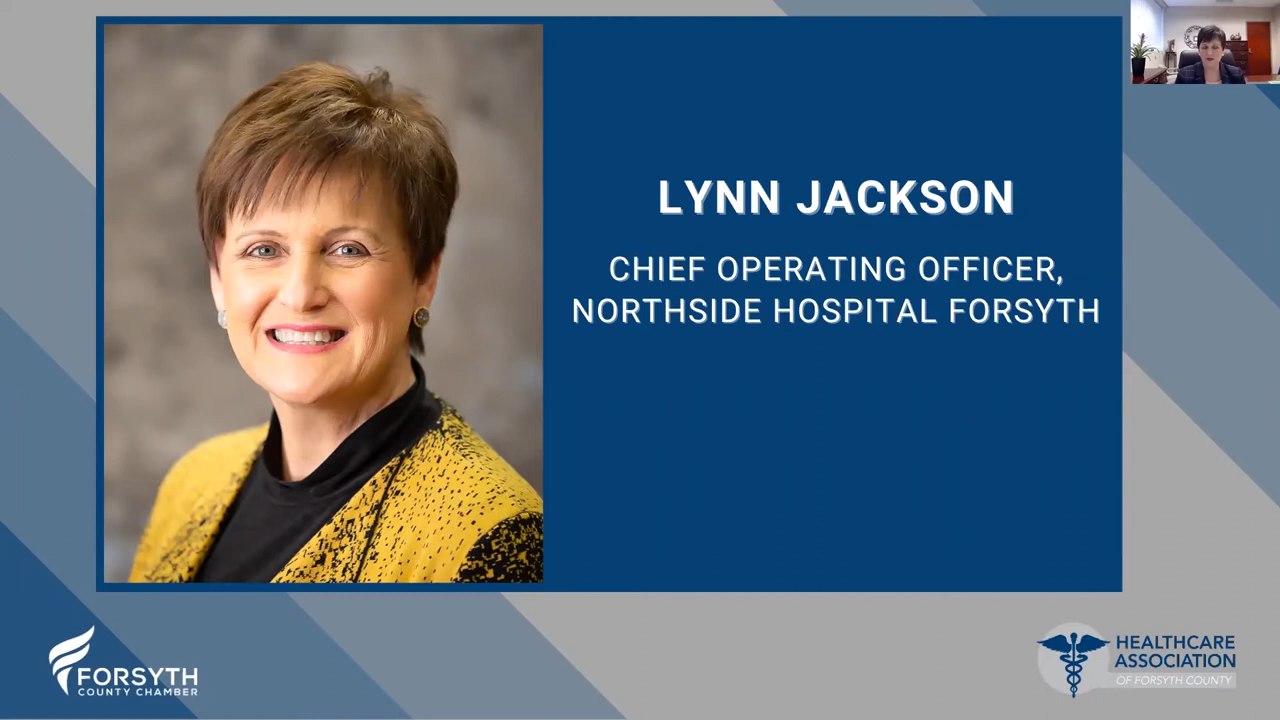 LYNN JACKSON
CHIEF OPERATING OFFICER,
NORTHSIDE HOSPITAL FORSYTH
FORSYTH
COUNTY CHAMBER
HEALTHCARE
ASSOCIATION
OF FORSYTH COUNTY